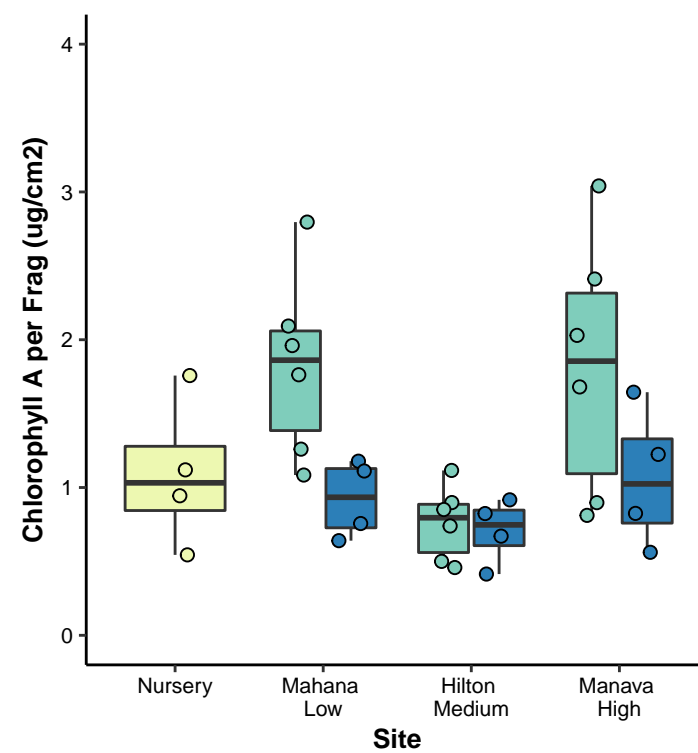 Chlorophyll A per Frag (ug/cm2)
4
3
2
1
0
Nursery
Mahana
Low
Hilton
Medium
Manava
High
Site